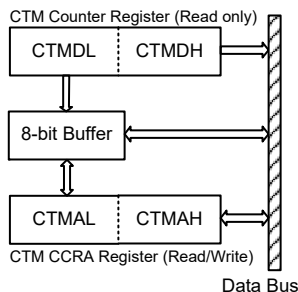 CTM Counter Register (Read only)
CTMDL CTMDH
8-bit Buffer
CTMAL CTMAH
CTM CCRA Register (Read/Write)
Data Bus